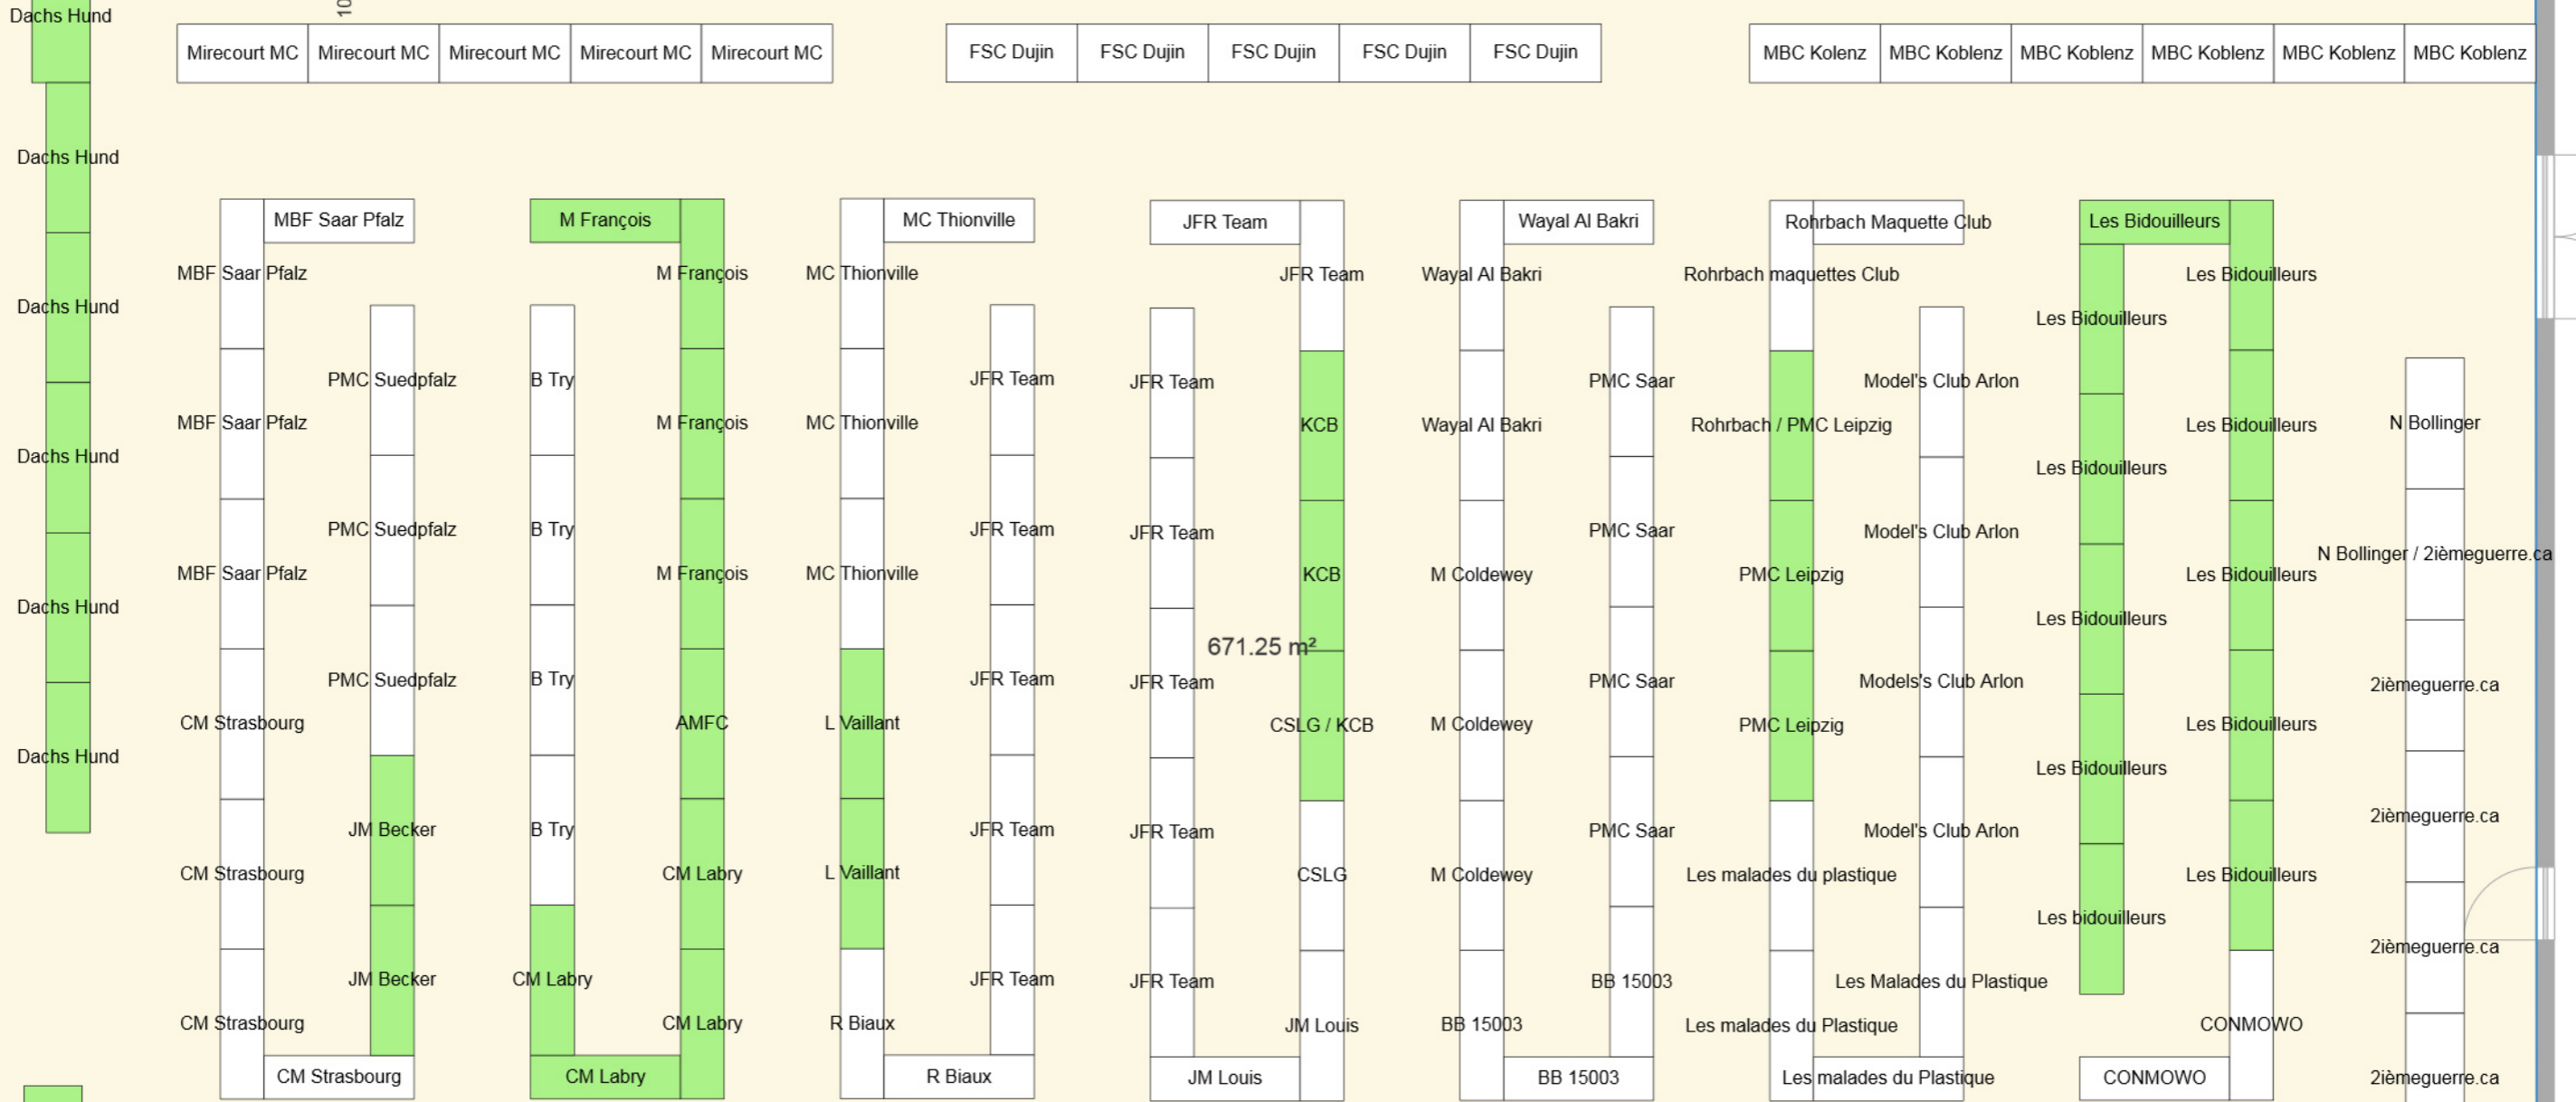 Dachs Hund
10
Mirecourt MC
Mirecourt MC
Mirecourt MC
Mirecourt MC
Mirecourt MC
FSC Dujin
FSC Dujin
FSC Dujin
FSC Dujin
FSC Dujin
MBC Kolenz
MBC Koblenz
MBC Koblenz
MBC Koblenz
MBC Koblenz
MBC Koblenz
Dachs Hund
Dachs Hund
Dachs Hund
Dachs Hund
Dachs Hund
MBF Saar Pfalz
MBF Saar Pfalz
MBF Saar Pfalz
MBF Saar Pfalz
CM Strasbourg
CM Strasbourg
CM Strasbourg
CM Strasbourg
PMC Suedpfalz
PMC Suedpfalz
PMC Suedpfalz
JM Becker
JM Becker
M François
M François
M François
M François
AMFC
CM Labry
CM Labry
B Try
B Try
B Try
B Try
CM Labry
CM Labry
MC Thionville
MC Thionville
MC Thionville
MC Thionville
L Vaillant
L Vaillant
R Biaux
R Biaux
JFR Team
JFR Team
JFR Team
JFR Team
JFR Team
JFR Team
JFR Team
JFR Team
JFR Team
JFR Team
JFR Team
JFR Team
JM Louis
KCB
KCB
671.25 m²
CSLG / KCB
CSLG
JM Louis
Wayal Al Bakri
Wayal Al Bakri
Wayal Al Bakri
M Coldewey
M Coldewey
M Coldewey
BB 15003
BB 15003
PMC Saar
PMC Saar
PMC Saar
PMC Saar
BB 15003
Rohrbach Maquette Club
Rohrbach maquettes Club
Rohrbach / PMC Leipzig
PMC Leipzig
PMC Leipzig
Les malades du plastique
Les malades du Plastique
Les malades du Plastique
Model's Club Arlon
Model's Club Arlon
Models's Club Arlon
Model's Club Arlon
Les Malades du Plastique
Les Bidouilleurs
Les Bidouilleurs
Les Bidouilleurs
Les Bidouilleurs
Les Bidouilleurs
Les bidouilleurs
Les Bidouilleurs
Les Bidouilleurs
Les Bidouilleurs
Les Bidouilleurs
Les Bidouilleurs
CONMOWO
CONMOWO
N Bollinger
N Bollinger / 2ièmeguerre.ca
2ièmeguerre.ca
2ièmeguerre.ca
2ièmeguerre.ca
2ièmeguerre.ca